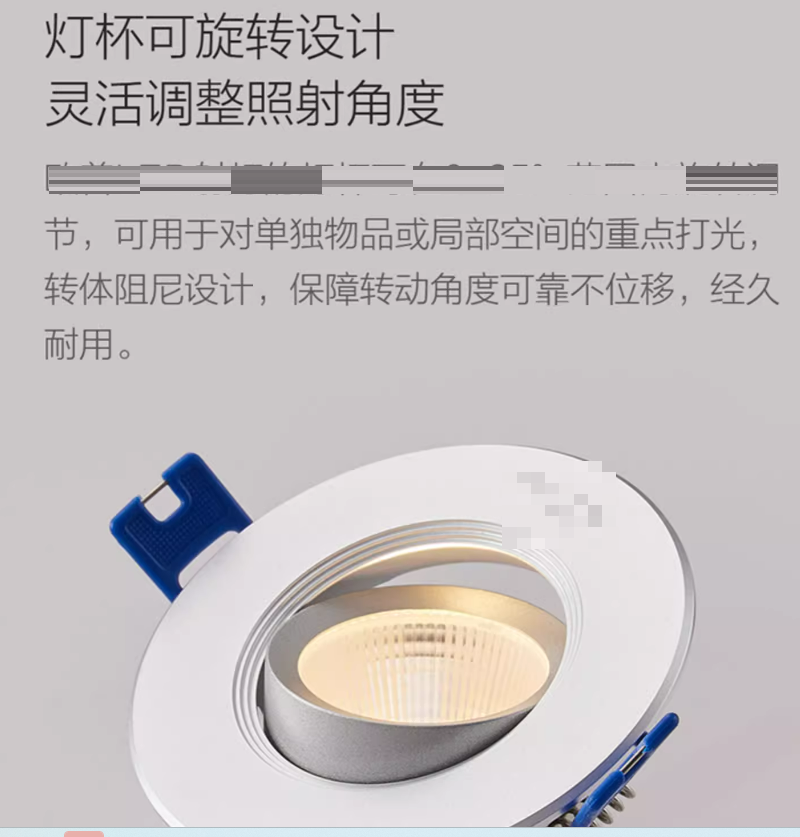 灯杯可旋转设计
灵活调整照射角度
节，可用于对单独物品或局部空间的重点打光，
转体阻尼设计，保障转动角度可靠不位移，经久
耐用。